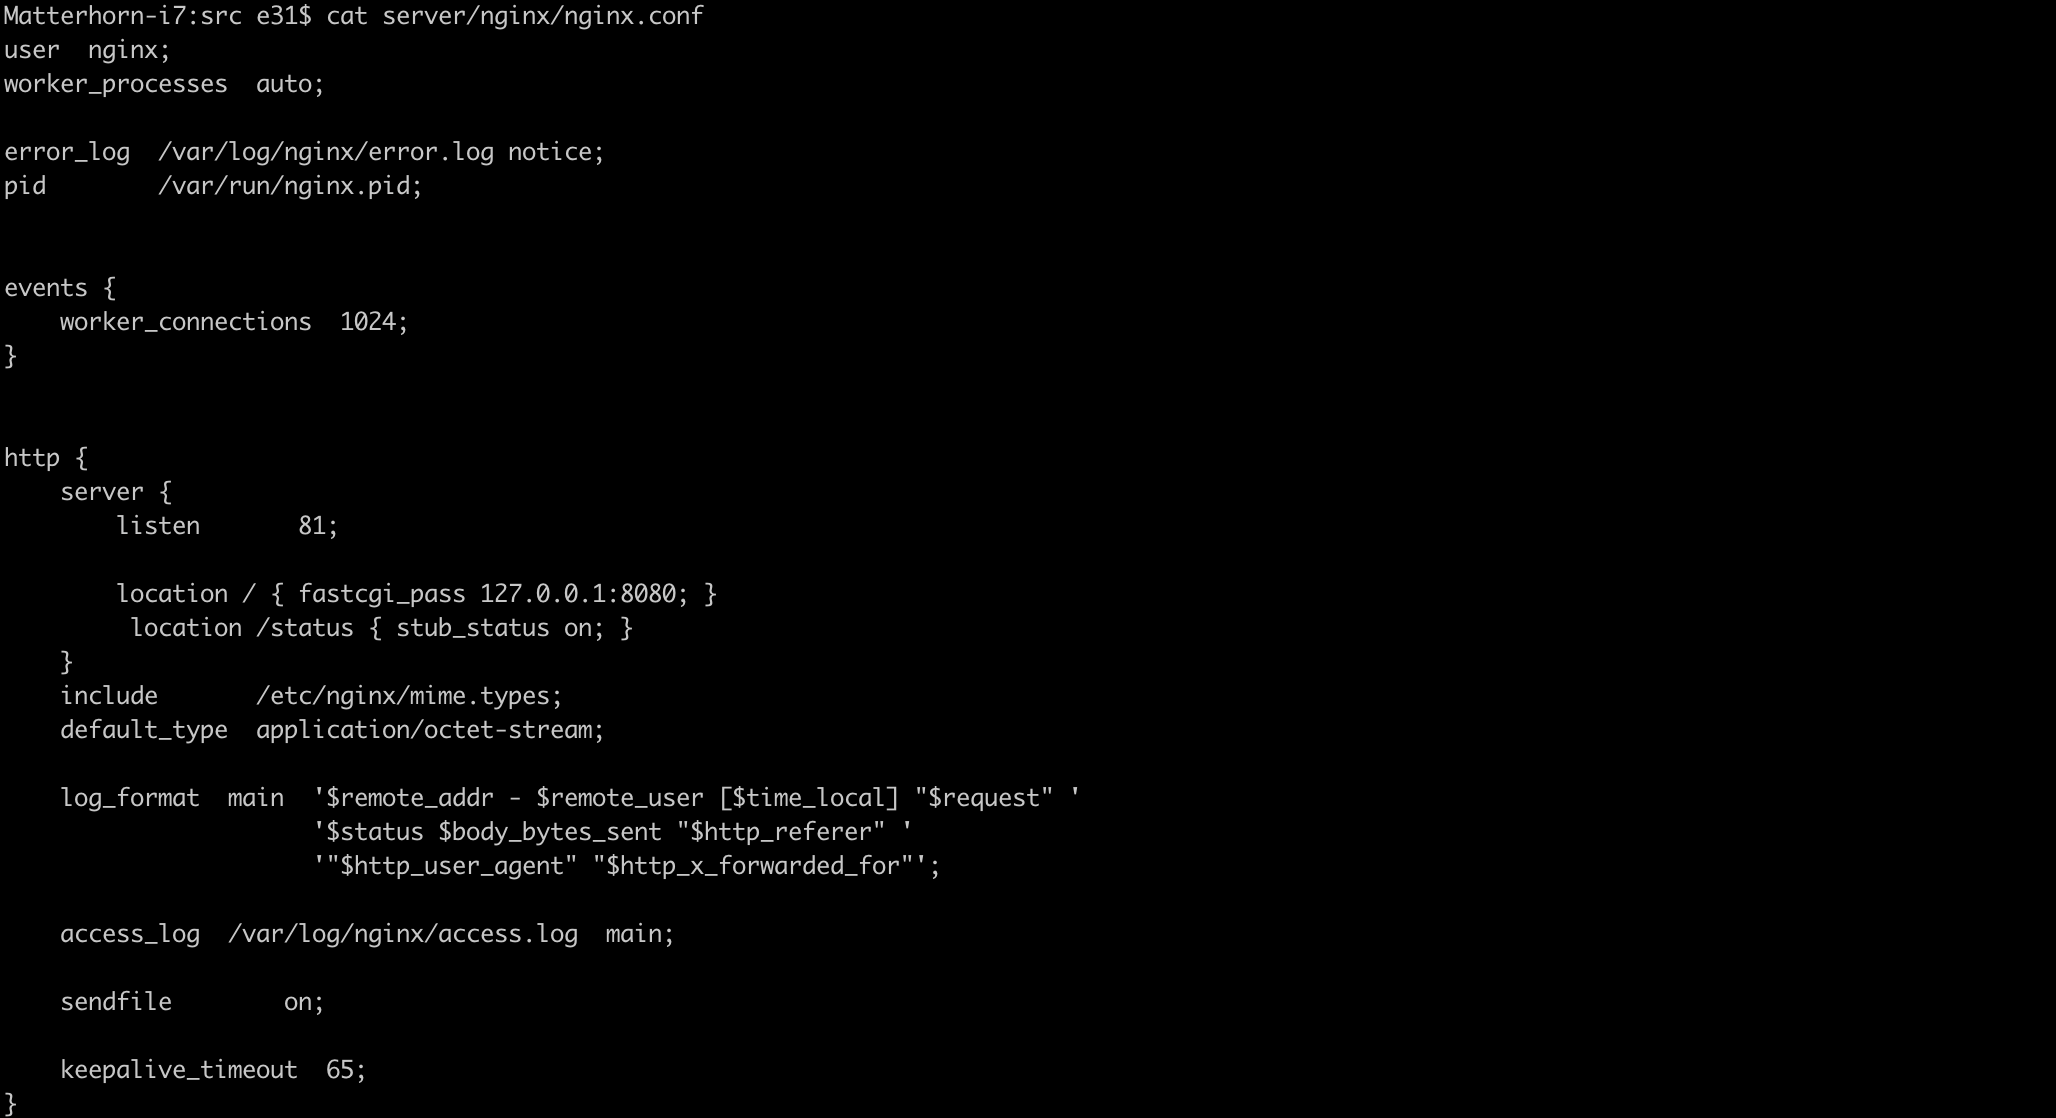 Matterhorn-i7:src e31$ cat server/nginx/nginx.conf
user  nginx;
worker_processes  auto;

error_log  /var/log/nginx/error.log notice;
pid        /var/run/nginx.pid;


events {
    worker_connections  1024;
}


http {
    server {
        listen       81;

        location / { fastcgi_pass 127.0.0.1:8080; }
         location /status { stub_status on; }
    }
    include       /etc/nginx/mime.types;
    default_type  application/octet-stream;

    log_format  main  '$remote_addr - $remote_user [$time_local] "$request" '
                      '$status $body_bytes_sent "$http_referer" '
                      '"$http_user_agent" "$http_x_forwarded_for"';

    access_log  /var/log/nginx/access.log  main;

    sendfile        on;

    keepalive_timeout  65;
}